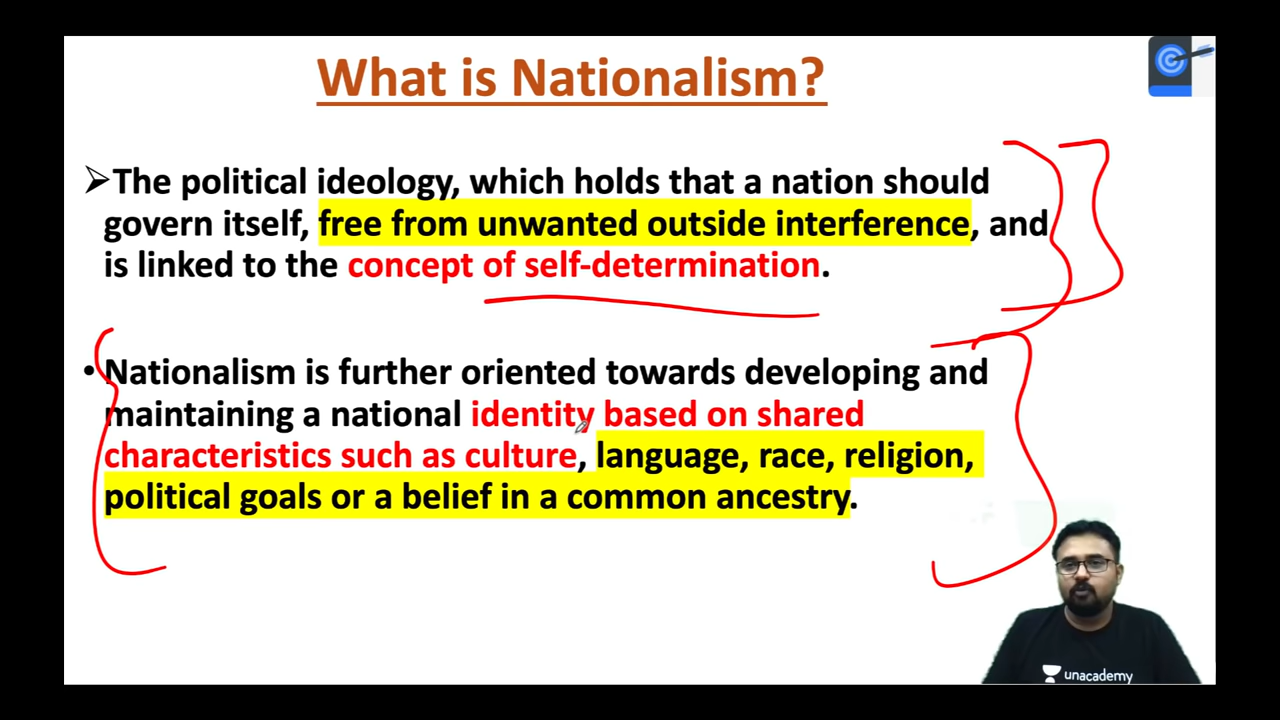 What is Nationalism?
➢The political ideology, which holds that a nation should
govern itself, free from unwanted outside interference, and
is linked to the concept of self-determination.
• Nationalism is further oriented towards developing and
maintaining a national identity based on shared
characteristics such as culture, language, race, religion,
political goals or a belief in a common ancestry.
unacademy